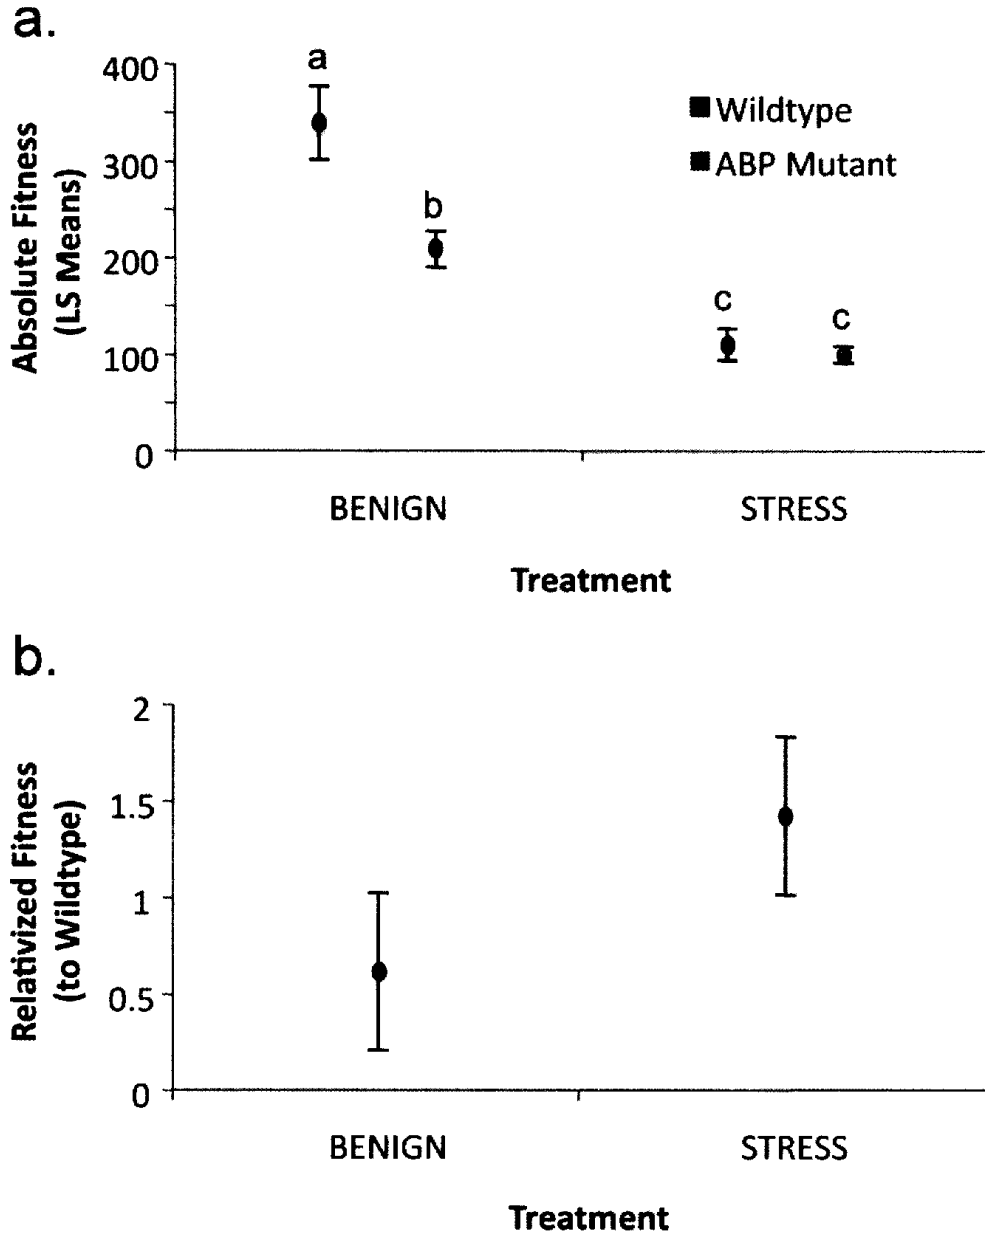 a.
400
300
200
100
0
Absolute Fitness
(LS Means)
a
b
c
c
Wildtype
ABP Mutant
BENIGN
STRESS
Treatment
b.
2
1.5
1
0.5
0
Relativized Fitness
(to Wildtype)
BENIGN
STRESS
Treatment